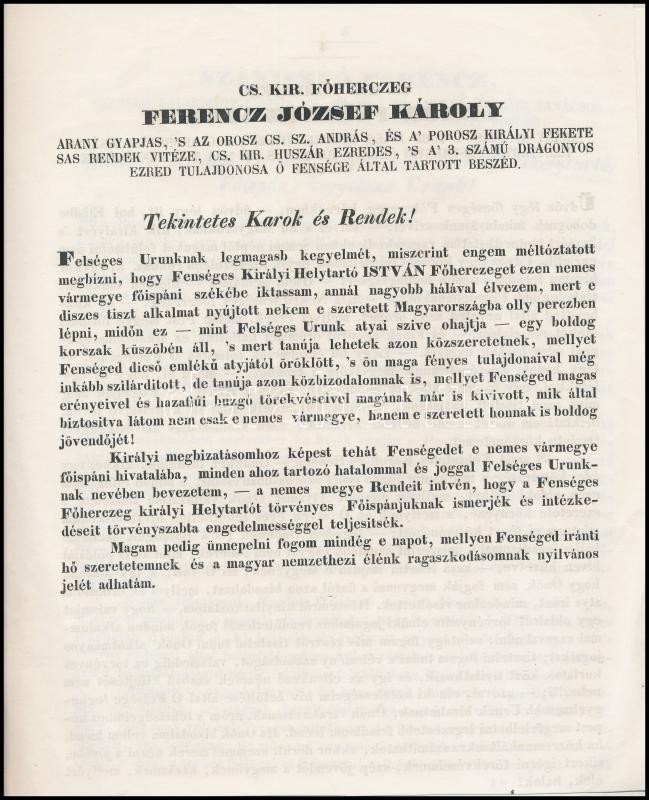 CS. KIR. FŐHERCZEG
FERENCZ JÓZSEF KÁROLY
ARANY GYAPJAS, 'S AZ OROSZ CS. SZ. ANDRÁS, ÉS A' POROSZ KIRÁLYI FEKETE
SAS RENDEK VITÉZE, CS. KIR. HUSZÁR EZREDES, 'S A' 3. SZÁMÚ DRAGONYOS
EZRED TULAJDONOSA Ő FENSÉGE ÁLTAL TARTOTT BESZÉD.
Tekintetes Karok és Rendek!
Felséges Urunknak legmagasb kegyelmét, miszerint engem méltóztatott
megbizni, hogy Fenséges Királyi Helytartó ISTVÁN Főherczeget ezen nemes
vármegye főispáni székébe iktassam, annál nagyobb hálával élvezem, mert e
diszes tiszt alkalmat nyújtott nekem e szeretett Magyarországba olly perczben
lépni, midőn ez — mint Felséges Urunk atyai szive ohajtja — egy boldog
korszak küszöbén áll, 's mert tanúja lehetek azon közszeretetnek, mellyet
Fenséged dicső emlékű atyjától öröklött, 's ön maga fényes tulajdonaival még
inkább szilárditott, de tanúja azon közbizodalomnak is, mellyet Fenséged magas
erényeivel és hazafiúi buzgó törekvéseivel magának már is kivivott, mik által
biztositva látom nem csak e nemes vármegye, hanem e szeretett honnak is boldog
jövendőjét!
Királyi megbizatásomhoz képest tehát Fenségedet e nemes vármegye
főispáni hivatalába, minden ahoz tartozó hatalommal és joggal Felséges Urunk-
nak nevében bevezetem, — a nemes megye Rendeit intvén, hogy a Fenséges
Főherczeg királyi Helytartót törvényes Főispánjuknak ismerjék és intézke-
déseit törvényszabta engedelmességgel teljesitsék.
Magam pedig ünnepelni fogom mindég e napot, mellyen Fenséged iránti
hő szeretetemnek és a magyar nemzethezi élénk ragaszkodásomnak nyilvános
jelét adhatám.